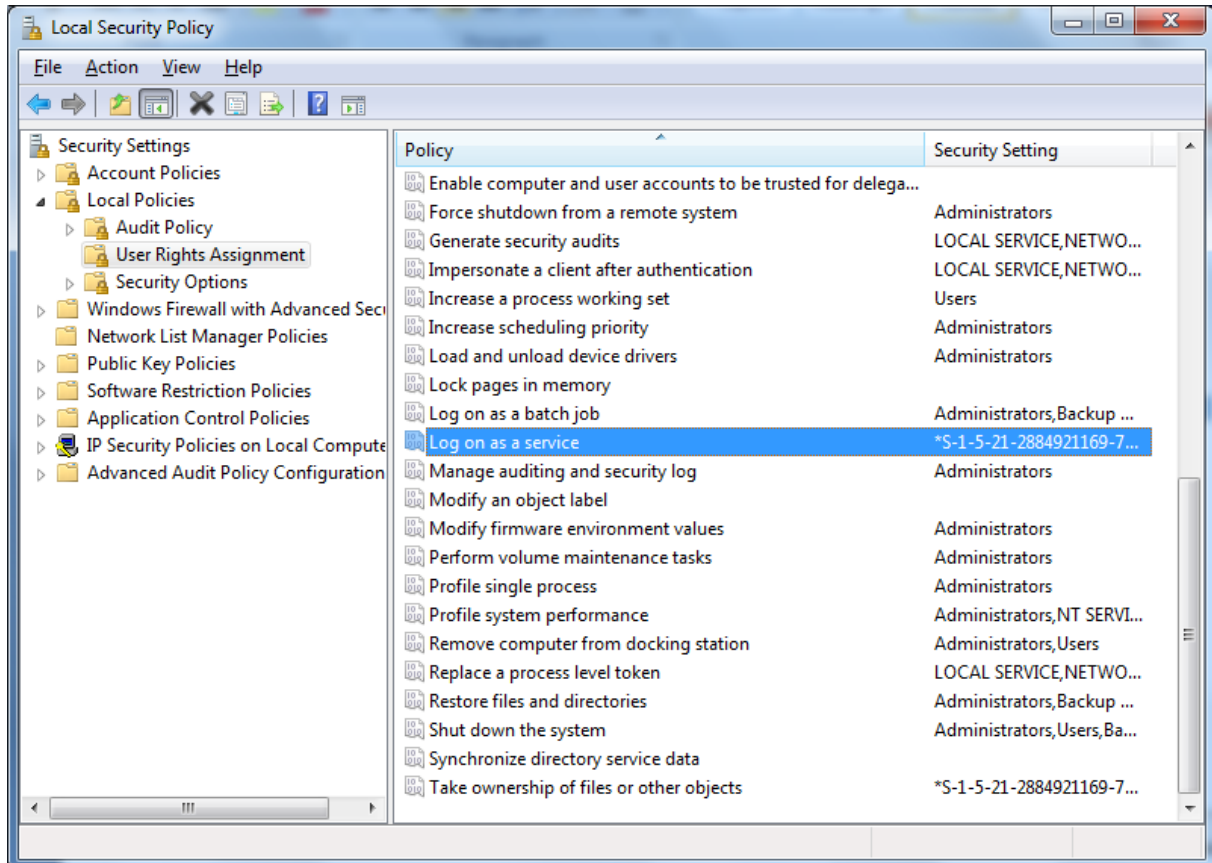 Local Security Policy
File Action View Help
Security Settings
Account Policies
Local Policies
Audit Policy
User Rights Assignment
Security Options
Windows Firewall with Advanced Secu
Network List Manager Policies
Public Key Policies
Software Restriction Policies
Application Control Policies
IP Security Policies on Local Compute
Advanced Audit Policy Configuration
Policy Security Setting
Enable computer and user accounts to be trusted for delega...
Force shutdown from a remote system Administrators
Generate security audits LOCAL SERVICE,NETWO...
Impersonate a client after authentication LOCAL SERVICE,NETWO...
Increase a process working set Users
Increase scheduling priority Administrators
Load and unload device drivers Administrators
Lock pages in memory
Log on as a batch job Administrators,Backup ...
Log on as a service *S-1-5-21-2884921169-7...
Manage auditing and security log Administrators
Modify an object label
Modify firmware environment values Administrators
Perform volume maintenance tasks Administrators
Profile single process Administrators
Profile system performance Administrators,NT SERVI...
Remove computer from docking station Administrators,Users
Replace a process level token LOCAL SERVICE,NETWO...
Restore files and directories Administrators,Backup ...
Shut down the system Administrators,Users,Ba...
Synchronize directory service data
Take ownership of files or other objects *S-1-5-21-2884921169-7...